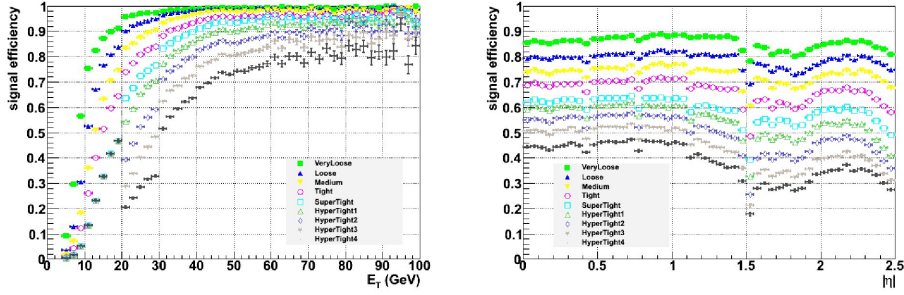 signal efficiency
1
0.9
0.8
0.7
0.6
0.5
0.4
0.3
0.2
0.1
0
VeryLoose
Loose
Medium
Tight
SuperTight
HyperTight1
HyperTight2
HyperTight3
HyperTight4
0 10 20 30 40 50 60 70 80 90 100
E_T (GeV)
signal efficiency
1
0.9
0.8
0.7
0.6
0.5
0.4
0.3
0.2
0.1
0
VeryLoose
Loose
Medium
Tight
SuperTight
HyperTight1
HyperTight2
HyperTight3
HyperTight4
0 0.5 1 1.5 2 2.5
|η|